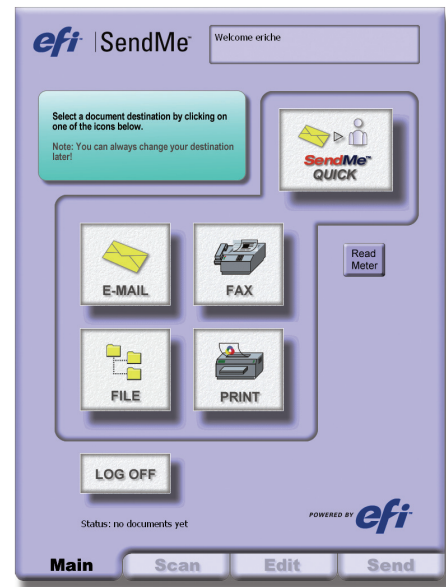 efi SendMe™
Welcome eriche
Select a document destination by clicking on
one of the icons below.
Note: You can always change your destination
later!
SendMe™
QUICK
E-MAIL
FAX
Read
Meter
FILE
PRINT
LOG OFF
Status: no documents yet
POWERED BY efi
Main
Scan
Edit
Send